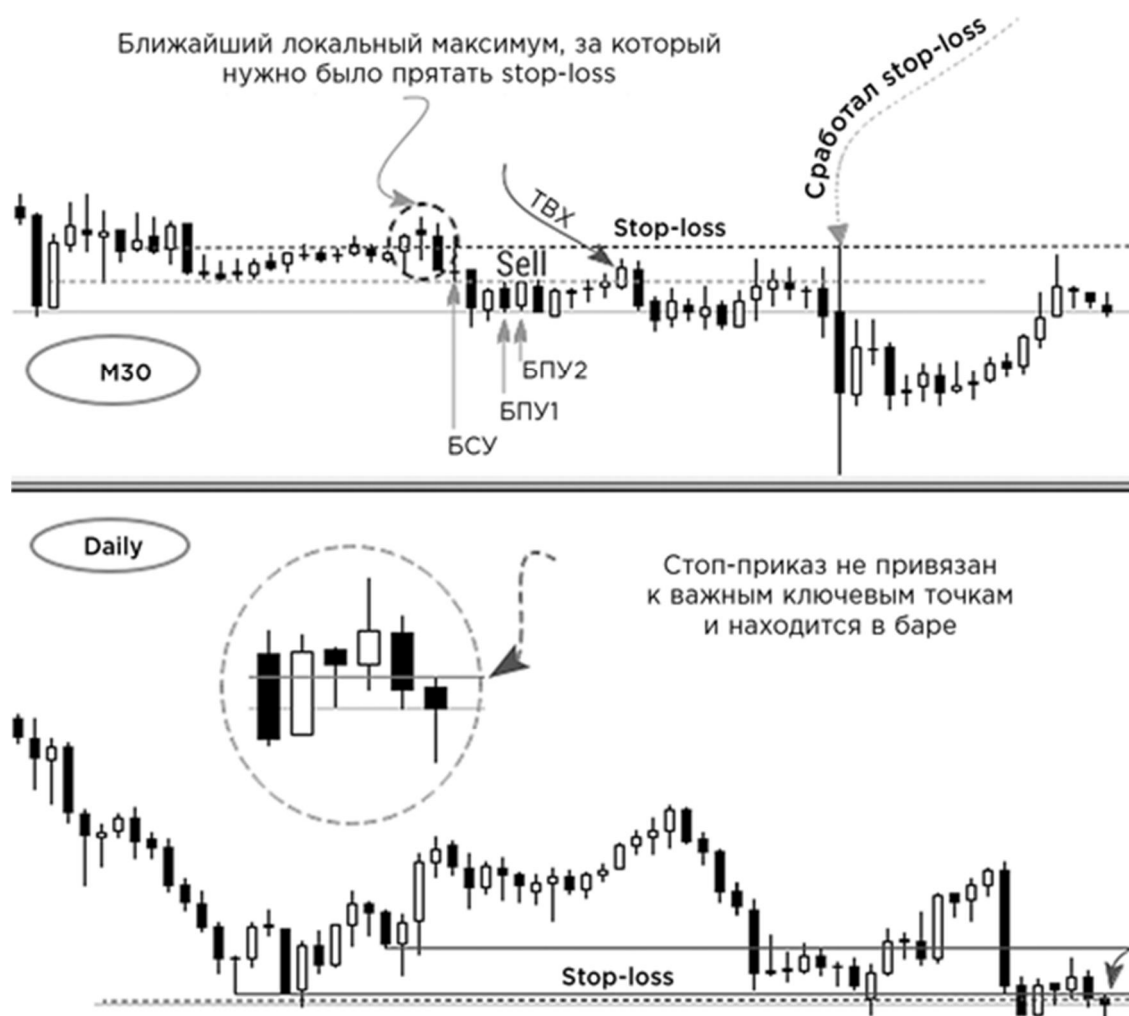 Ближайший локальный максимум, за который
нужно было прятать stop-loss
Сработал stop-loss
ТВХ
Stop-loss
Sell
M30
БПУ2
БПУ1
БСУ
Daily
Стоп-приказ не привязан
к важным ключевым точкам
и находится в баре
Stop-loss